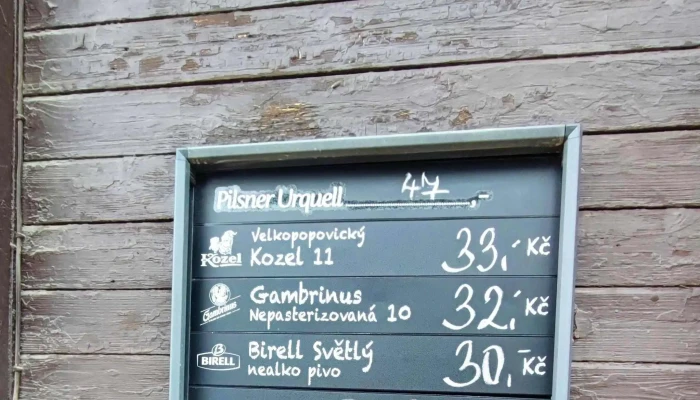 Pilsner Urquell 47,-
Kozel Velkopopovický
Kozel 11 33,- Kč
Gambrinus Gambrinus
Nepasterizovaná 10 32,- Kč
BIRELL Birell Světlý
nealko pivo 30,- Kč